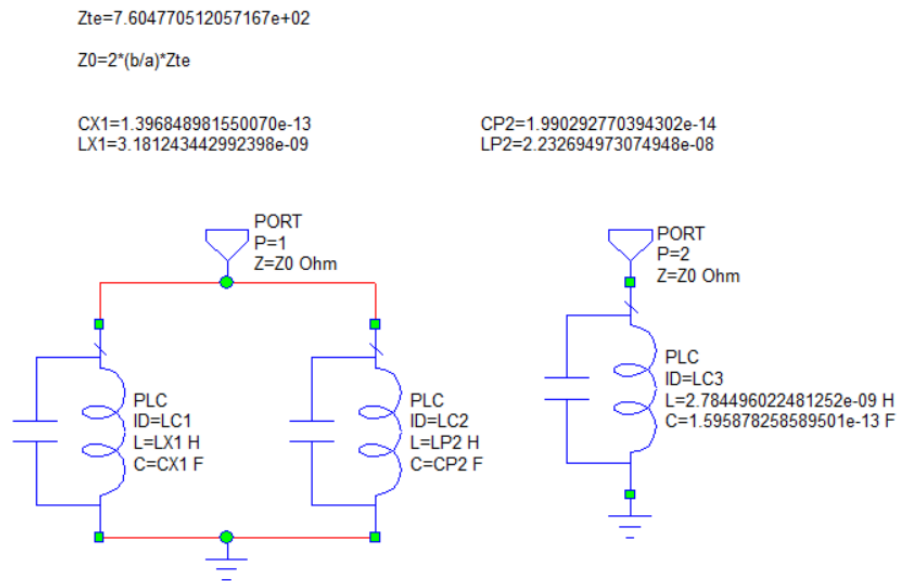 Zte=7.604770512057167e+02
Z0=2*(b/a)*Zte
CX1=1.396848981550070e-13
LX1=3.181243442992398e-09
CP2=1.990292770394302e-14
LP2=2.232694973074948e-08
PORT
P=1
Z=Z0 Ohm
PORT
P=2
Z=Z0 Ohm
PLC
ID=LC1
L=LX1 H
C=CX1 F
PLC
ID=LC2
L=LP2 H
C=CP2 F
PLC
ID=LC3
L=2.784496022481252e-09 H
C=1.595878258589501e-13 F